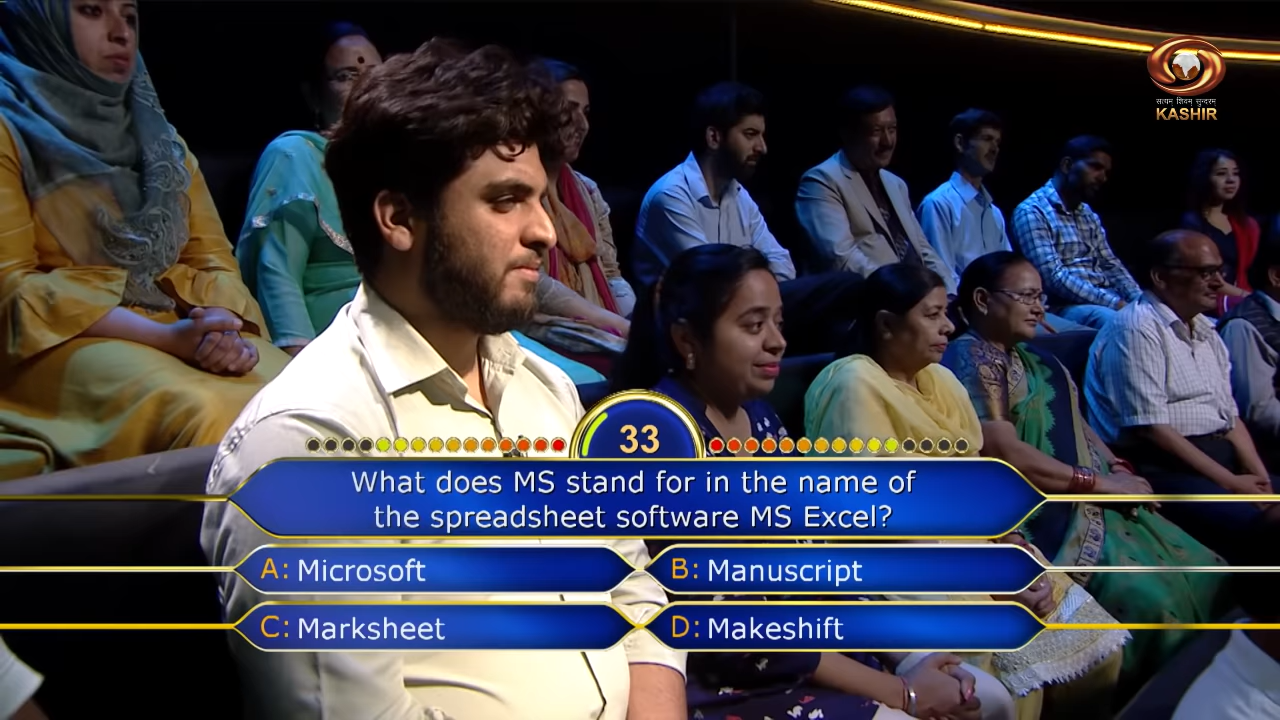 सत्यम् शिवम् सुन्दरम्
KASHIR
33
What does MS stand for in the name of
the spreadsheet software MS Excel?
A: Microsoft
B: Manuscript
C: Marksheet
D: Makeshift